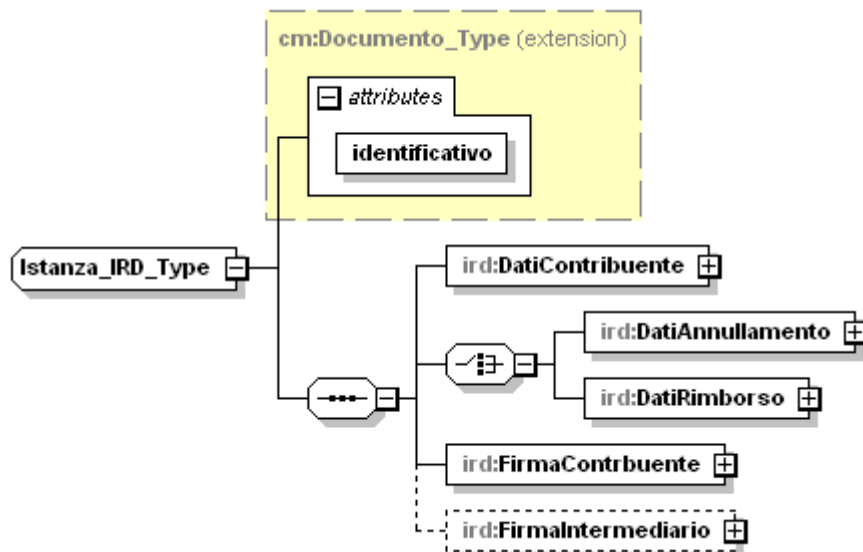 cm:Documento_Type (extension)
attributes
identificativo
Istanza_IRD_Type
ird:DatiContribuente
ird:DatiAnnullamento
ird:DatiRimborso
ird:FirmaContrbuente
ird:FirmaIntermediario